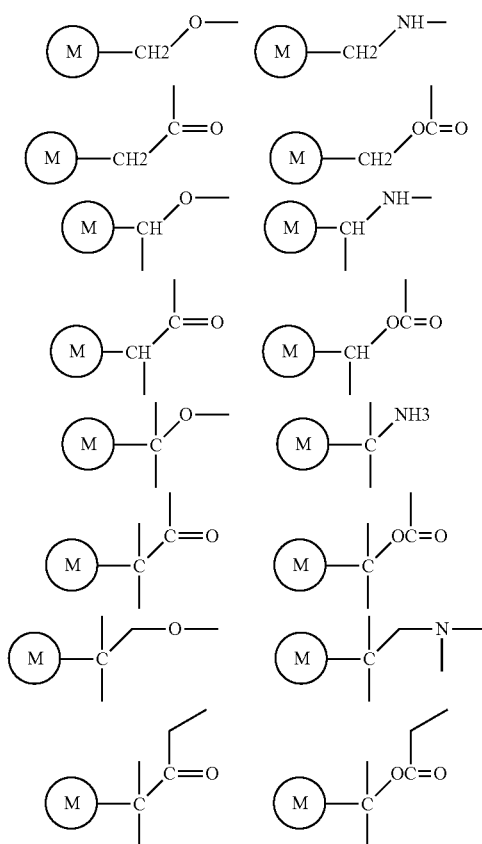 M CH2 O M CH2 NH
M CH2 C=O M CH2 OC=O
M CH O M CH NH
M CH C=O M CH OC=O
M C O M C NH3
M C C=O M C OC=O
M C O M C N
M C C=O M C OC=O